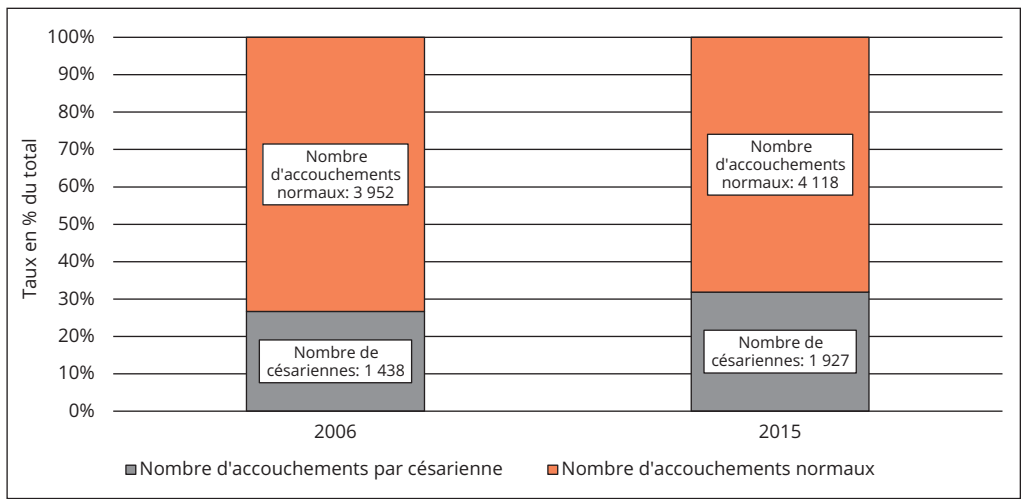 100%
90%
80%
70%
60%
50%
40%
30%
20%
10%
0%
Taux en % du total
Nombre
d'accouchements
normaux: 3 952
Nombre de
césariennes: 1 438
Nombre
d'accouchements
normaux: 4 118
Nombre de
césariennes: 1 927
2006
2015
Nombre d'accouchements par césarienne
Nombre d'accouchements normaux